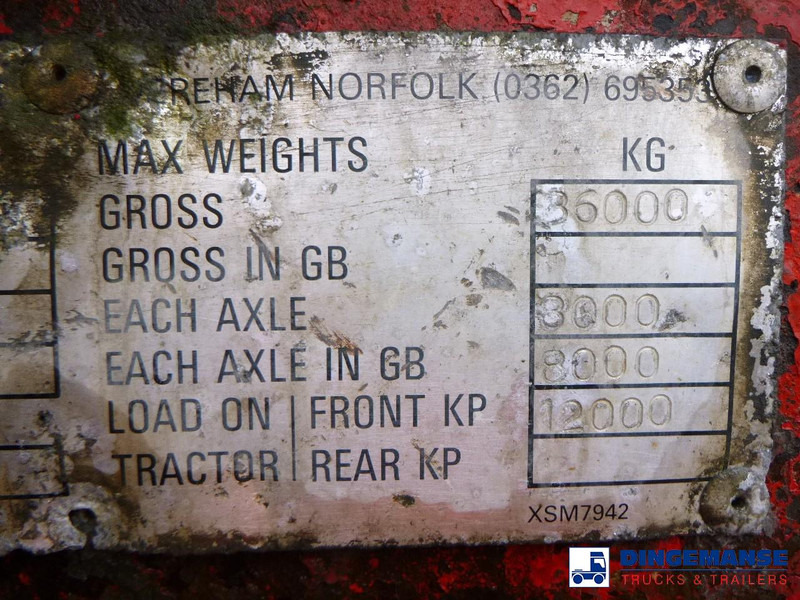 REHAM NORFOLK (0362) 695353
MAX WEIGHTS KG
GROSS 36000
GROSS IN GB
EACH AXLE 8000
EACH AXLE IN GB 8000
LOAD ON | FRONT KP 12000
TRACTOR | REAR KP
XSM7942
DINGEMANSE
TRUCKS & TRAILERS